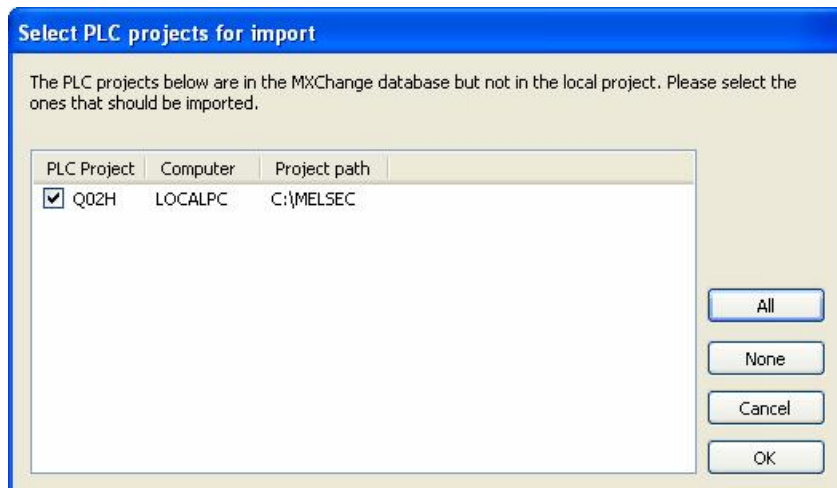 Select PLC projects for import
The PLC projects below are in the MXChange database but not in the local project. Please select the
ones that should be imported.
PLC Project Computer Project path
Q02H LOCALPC C:\MELSEC
All
None
Cancel
OK